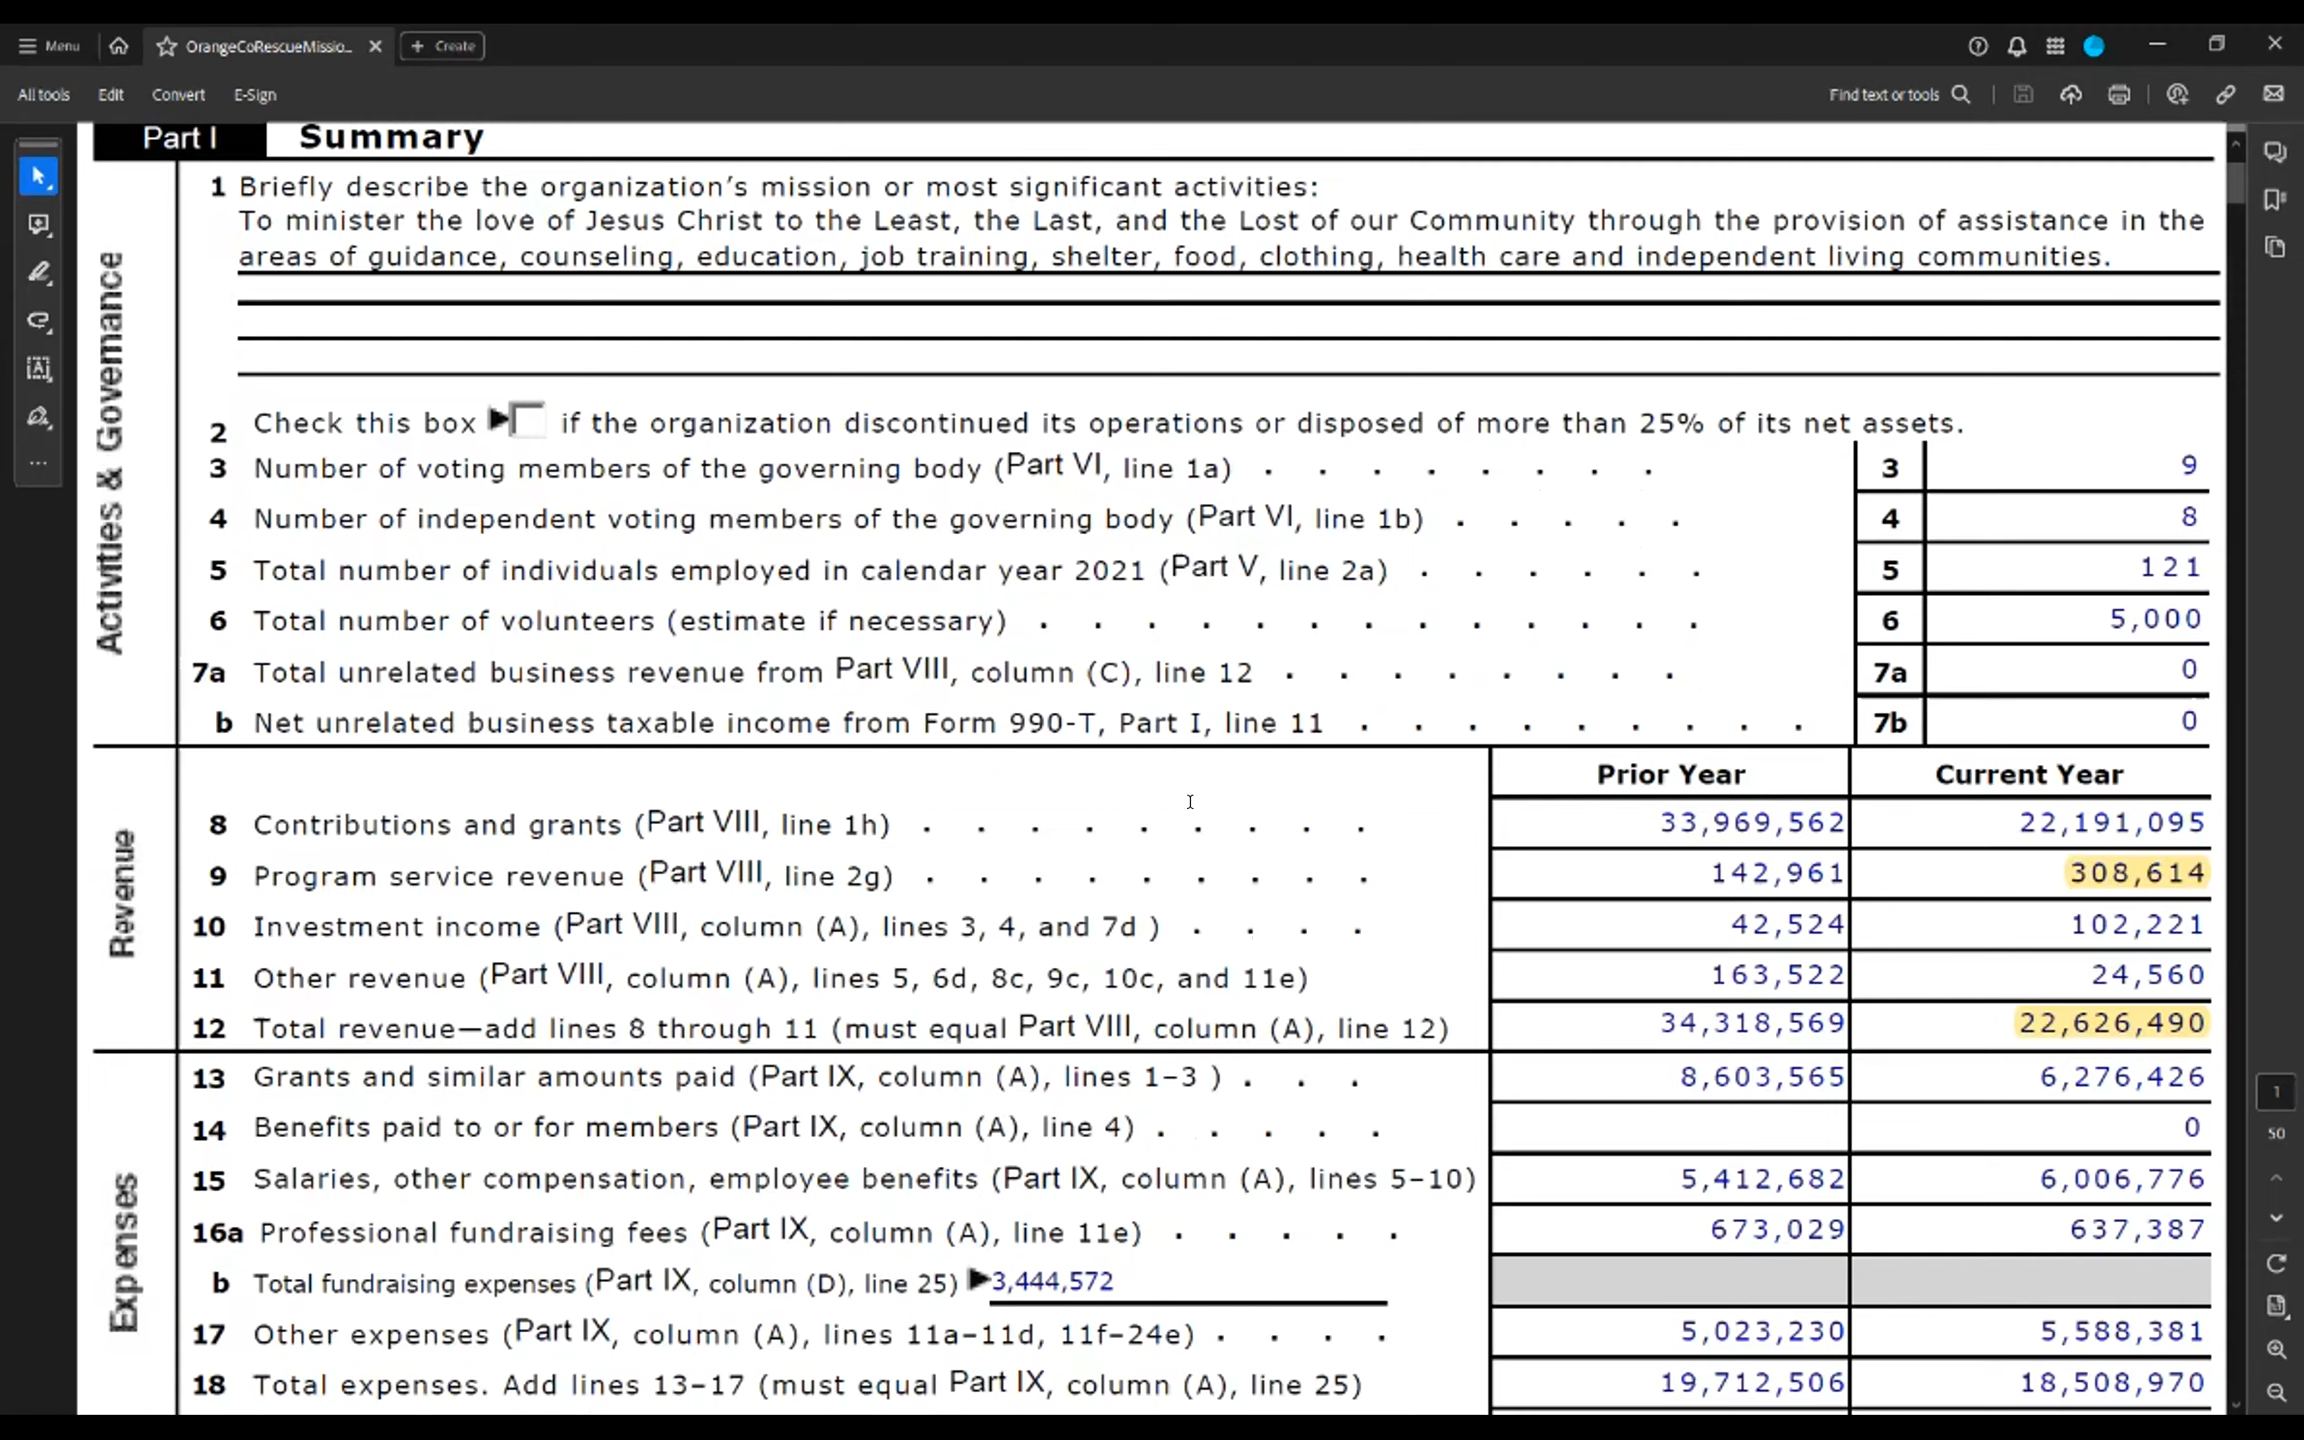 Menu
OrangeCoRescueMissio...
Create
All tools
Edit
Convert
E-Sign
Find text or tools
Part I Summary
Activities & Governance
1 Briefly describe the organization's mission or most significant activities:
To minister the love of Jesus Christ to the Least, the Last, and the Lost of our Community through the provision of assistance in the
areas of guidance, counseling, education, job training, shelter, food, clothing, health care and independent living communities.
2 Check this box ▶ if the organization discontinued its operations or disposed of more than 25% of its net assets.
3 Number of voting members of the governing body (Part VI, line 1a) . . . . . . . . 3 9
4 Number of independent voting members of the governing body (Part VI, line 1b) . . . . . 4 8
5 Total number of individuals employed in calendar year 2021 (Part V, line 2a) . . . . . . 5 121
6 Total number of volunteers (estimate if necessary) . . . . . . . . . . . . . 6 5,000
7a Total unrelated business revenue from Part VIII, column (C), line 12 . . . . . . . . 7a 0
b Net unrelated business taxable income from Form 990-T, Part I, line 11 . . . . . . . . . 7b 0
Revenue
Prior Year Current Year
8 Contributions and grants (Part VIII, line 1h) . . . . . . . . . 33,969,562 22,191,095
9 Program service revenue (Part VIII, line 2g) . . . . . . . . . 142,961 308,614
10 Investment income (Part VIII, column (A), lines 3, 4, and 7d ) . . . . 42,524 102,221
11 Other revenue (Part VIII, column (A), lines 5, 6d, 8c, 9c, 10c, and 11e) 163,522 24,560
12 Total revenue—add lines 8 through 11 (must equal Part VIII, column (A), line 12) 34,318,569 22,626,490
Expenses
13 Grants and similar amounts paid (Part IX, column (A), lines 1–3 ) . . . 8,603,565 6,276,426
14 Benefits paid to or for members (Part IX, column (A), line 4) . . . . . 0
15 Salaries, other compensation, employee benefits (Part IX, column (A), lines 5–10) 5,412,682 6,006,776
16a Professional fundraising fees (Part IX, column (A), line 11e) . . . . . 673,029 637,387
b Total fundraising expenses (Part IX, column (D), line 25) ▶3,444,572
17 Other expenses (Part IX, column (A), lines 11a–11d, 11f–24e) . . . . 5,023,230 5,588,381
18 Total expenses. Add lines 13–17 (must equal Part IX, column (A), line 25) 19,712,506 18,508,970
1
50